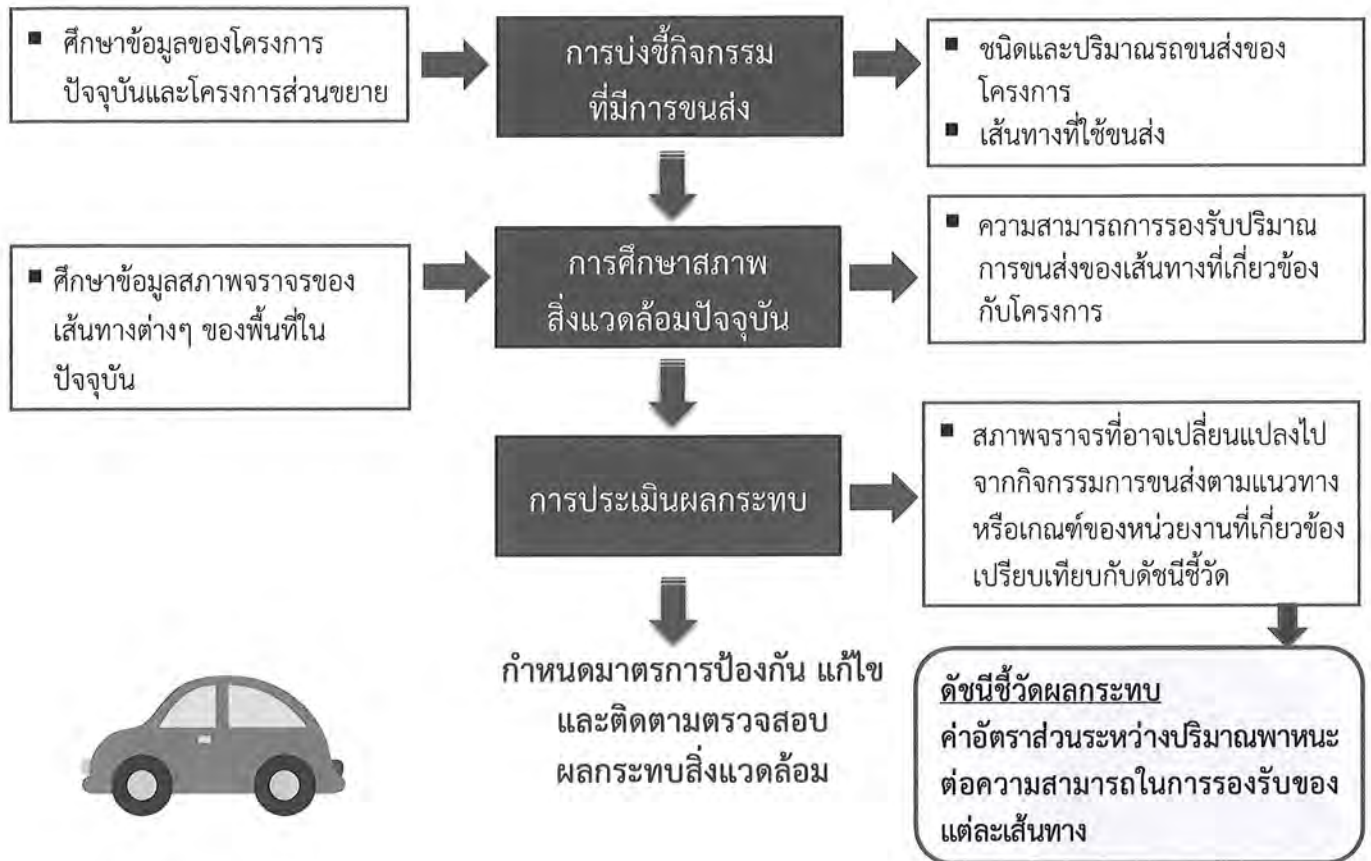 ■ ศึกษาข้อมูลของโครงการ
ปัจจุบันและโครงการส่วนขยาย
การบ่งชี้กิจกรรม
ที่มีการขนส่ง
■ ชนิดและปริมาณรถขนส่งของ
โครงการ
■ เส้นทางที่ใช้ขนส่ง
■ ศึกษาข้อมูลสภาพจราจรของ
เส้นทางต่างๆ ของพื้นที่ใน
ปัจจุบัน
การศึกษาสภาพ
สิ่งแวดล้อมปัจจุบัน
■ ความสามารถการรองรับปริมาณ
การขนส่งของเส้นทางที่เกี่ยวข้อง
กับโครงการ
การประเมินผลกระทบ
■ สภาพจราจรที่อาจเปลี่ยนแปลงไป
จากกิจกรรมการขนส่งตามแนวทาง
หรือเกณฑ์ของหน่วยงานที่เกี่ยวข้อง
เปรียบเทียบกับดัชนีชี้วัด
กำหนดมาตรการป้องกัน แก้ไข
และติดตามตรวจสอบ
ผลกระทบสิ่งแวดล้อม
ดัชนีชี้วัดผลกระทบ
ค่าอัตราส่วนระหว่างปริมาณพาหนะ
ต่อความสามารถในการรองรับของ
แต่ละเส้นทาง